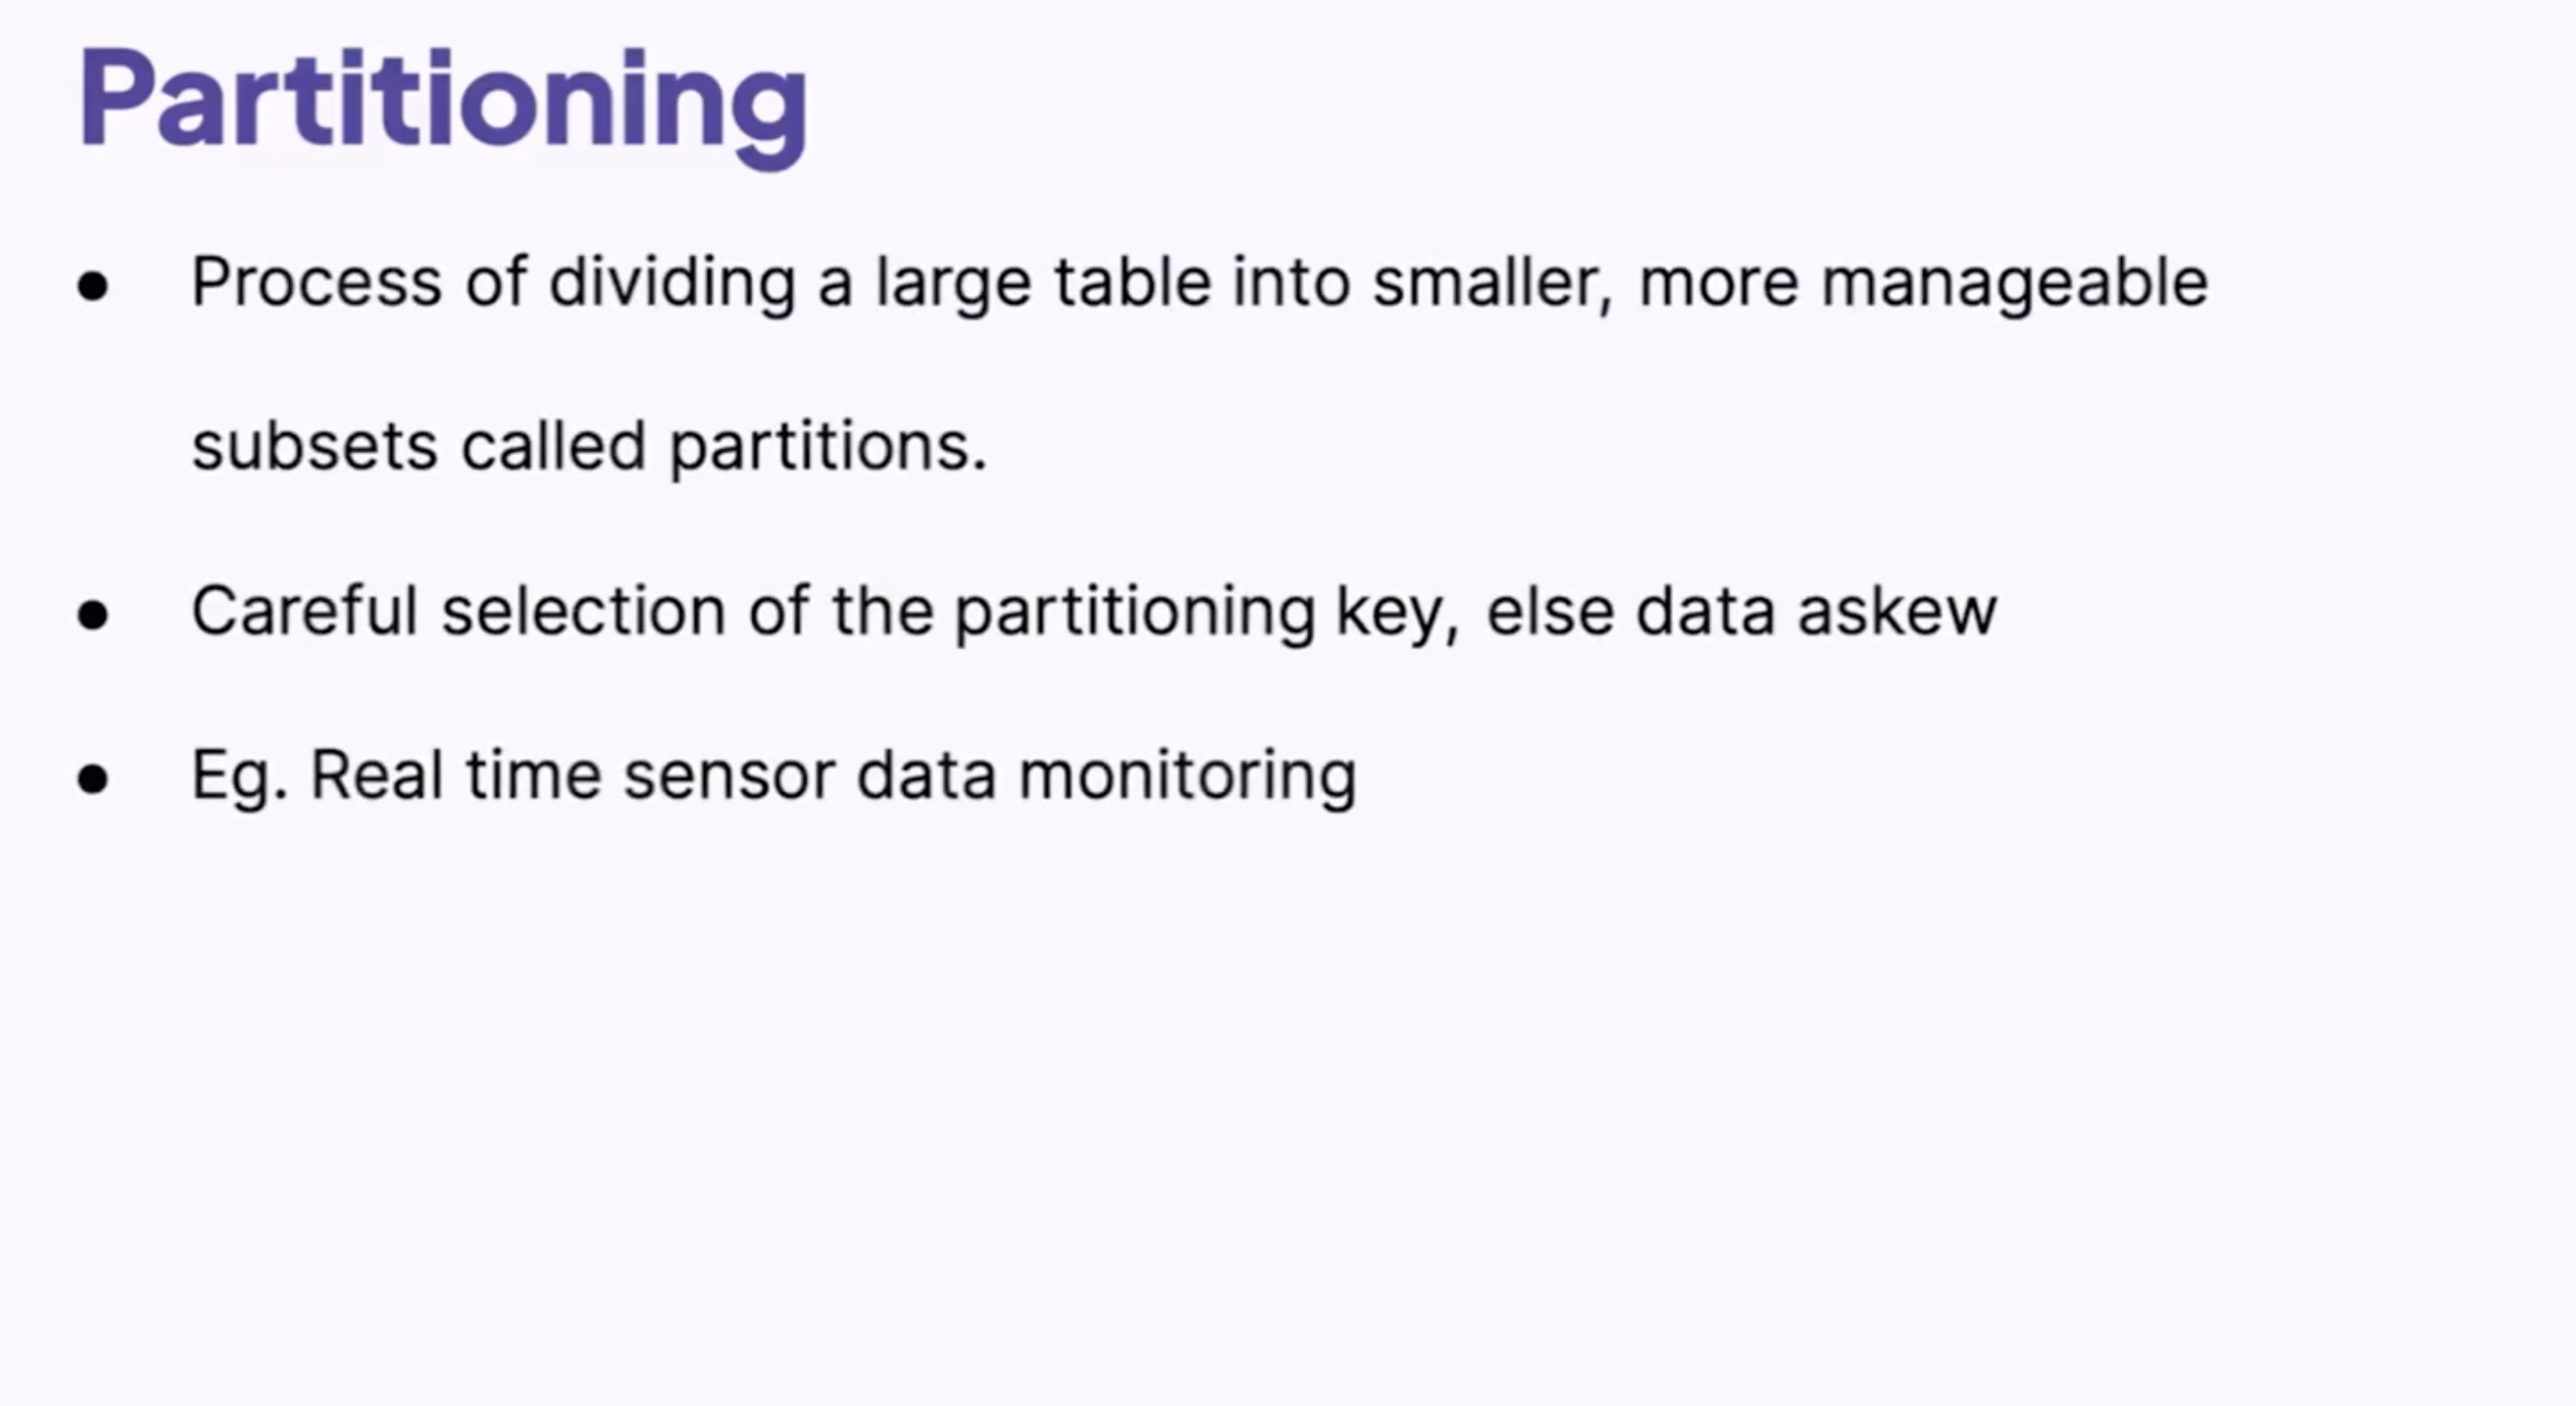 Partitioning
● Process of dividing a large table into smaller, more manageable
subsets called partitions.
● Careful selection of the partitioning key, else data askew
● Eg. Real time sensor data monitoring